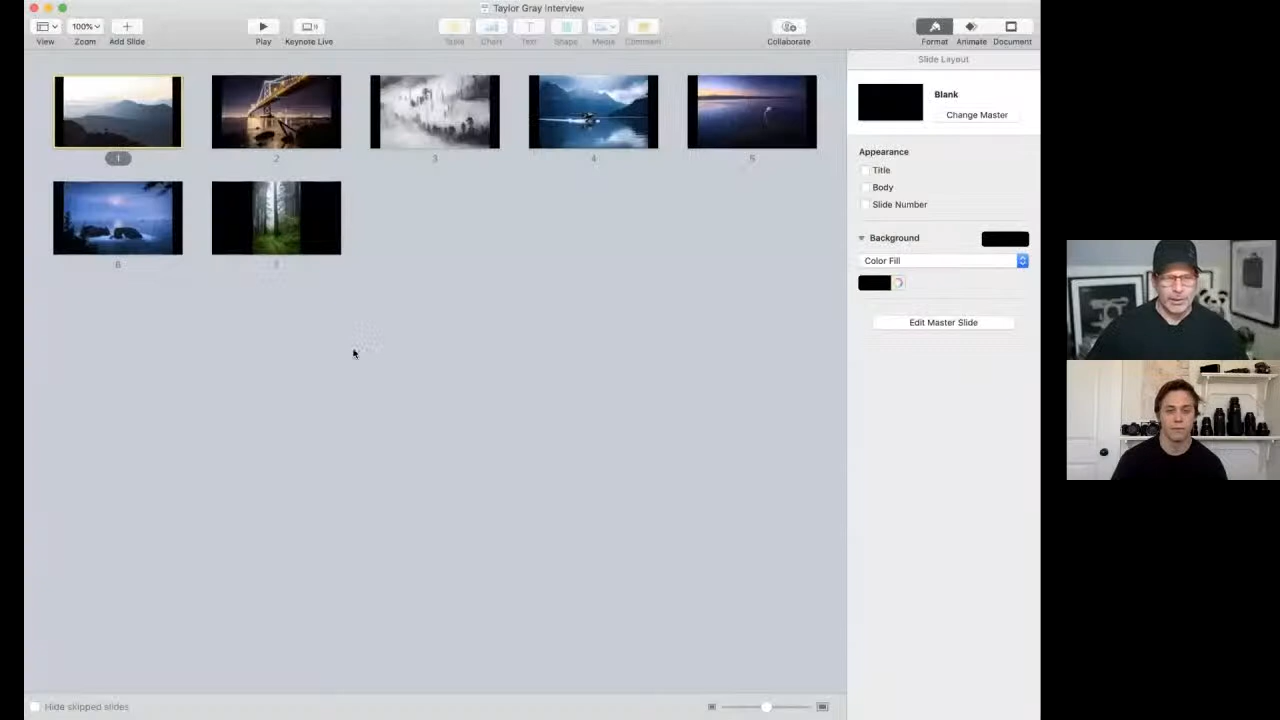 Taylor Gray Interview
100%
View
Zoom
Add Slide
Play
Keynote Live
Table
Chart
Text
Shape
Media
Comment
Collaborate
Format
Animate
Document
Slide Layout
Blank
Change Master
Appearance
Title
Body
Slide Number
Background
Color Fill
Edit Master Slide
1
2
3
4
5
6
7
Hide skipped slides